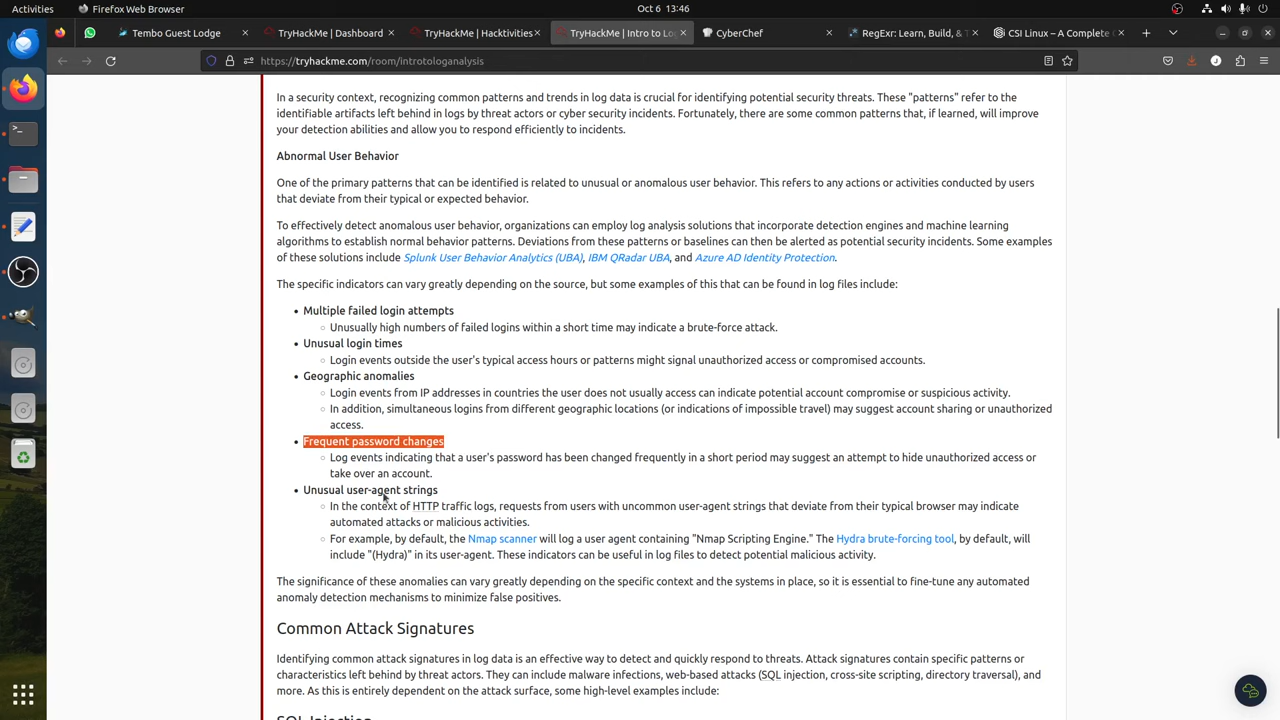 Activities
Firefox Web Browser
Oct 6 13:46
Tembo Guest Lodge
TryHackMe | Dashboard
TryHackMe | Hacktivities
TryHackMe | Intro to Lo
CyberChef
RegExr: Learn, Build, & T
CSI Linux – A Complete
https://tryhackme.com/room/introtologanalysis
In a security context, recognizing common patterns and trends in log data is crucial for identifying potential security threats. These "patterns" refer to the
identifiable artifacts left behind in logs by threat actors or cyber security incidents. Fortunately, there are some common patterns that, if learned, will improve
your detection abilities and allow you to respond efficiently to incidents.
Abnormal User Behavior
One of the primary patterns that can be identified is related to unusual or anomalous user behavior. This refers to any actions or activities conducted by users
that deviate from their typical or expected behavior.
To effectively detect anomalous user behavior, organizations can employ log analysis solutions that incorporate detection engines and machine learning
algorithms to establish normal behavior patterns. Deviations from these patterns or baselines can then be alerted as potential security incidents. Some examples
of these solutions include Splunk User Behavior Analytics (UBA), IBM QRadar UBA, and Azure AD Identity Protection.
The specific indicators can vary greatly depending on the source, but some examples of this that can be found in log files include:
• Multiple failed login attempts
◦ Unusually high numbers of failed logins within a short time may indicate a brute-force attack.
• Unusual login times
◦ Login events outside the user's typical access hours or patterns might signal unauthorized access or compromised accounts.
• Geographic anomalies
◦ Login events from IP addresses in countries the user does not usually access can indicate potential account compromise or suspicious activity.
◦ In addition, simultaneous logins from different geographic locations (or indications of impossible travel) may suggest account sharing or unauthorized
access.
• Frequent password changes
◦ Log events indicating that a user's password has been changed frequently in a short period may suggest an attempt to hide unauthorized access or
take over an account.
• Unusual user-agent strings
◦ In the context of HTTP traffic logs, requests from users with uncommon user-agent strings that deviate from their typical browser may indicate
automated attacks or malicious activities.
◦ For example, by default, the Nmap scanner will log a user agent containing "Nmap Scripting Engine." The Hydra brute-forcing tool, by default, will
include "(Hydra)" in its user-agent. These indicators can be useful in log files to detect potential malicious activity.
The significance of these anomalies can vary greatly depending on the specific context and the systems in place, so it is essential to fine-tune any automated
anomaly detection mechanisms to minimize false positives.
Common Attack Signatures
Identifying common attack signatures in log data is an effective way to detect and quickly respond to threats. Attack signatures contain specific patterns or
characteristics left behind by threat actors. They can include malware infections, web-based attacks (SQL injection, cross-site scripting, directory traversal), and
more. As this is entirely dependent on the attack surface, some high-level examples include:
SQL Injection